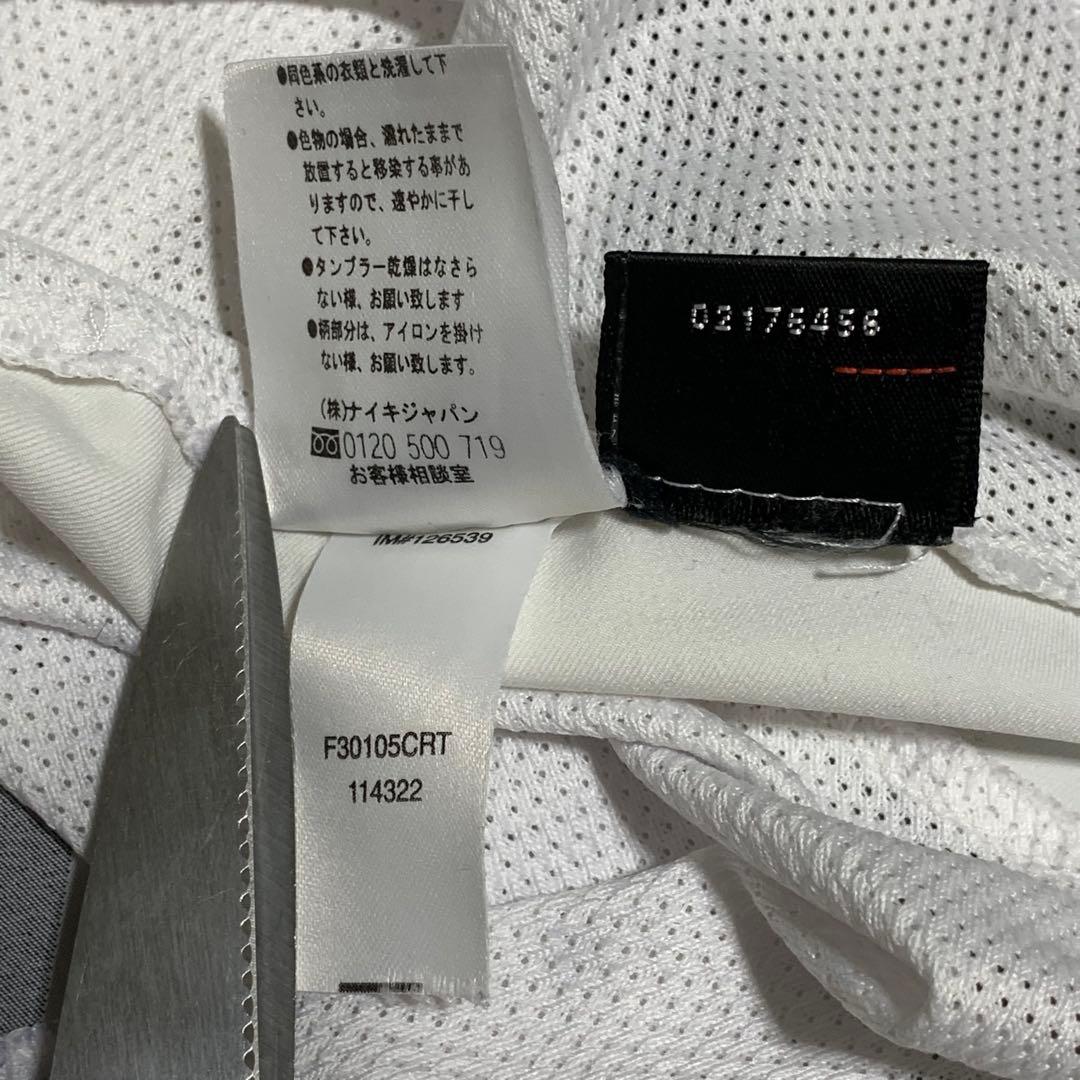 ●同色系の衣類と洗濯して下
さい。
●色物の場合、濡れたままで
放置すると移染する事があ
りますので、速やかに干し
て下さい。
●タンブラー乾燥はなさら
ない様、お願い致します
●柄部分は、アイロンを掛け
ない様、お願い致します。
(株)ナイキジャパン
0120 500 719
お客様相談室
02175456
IM#126539
F30105CRT
114322